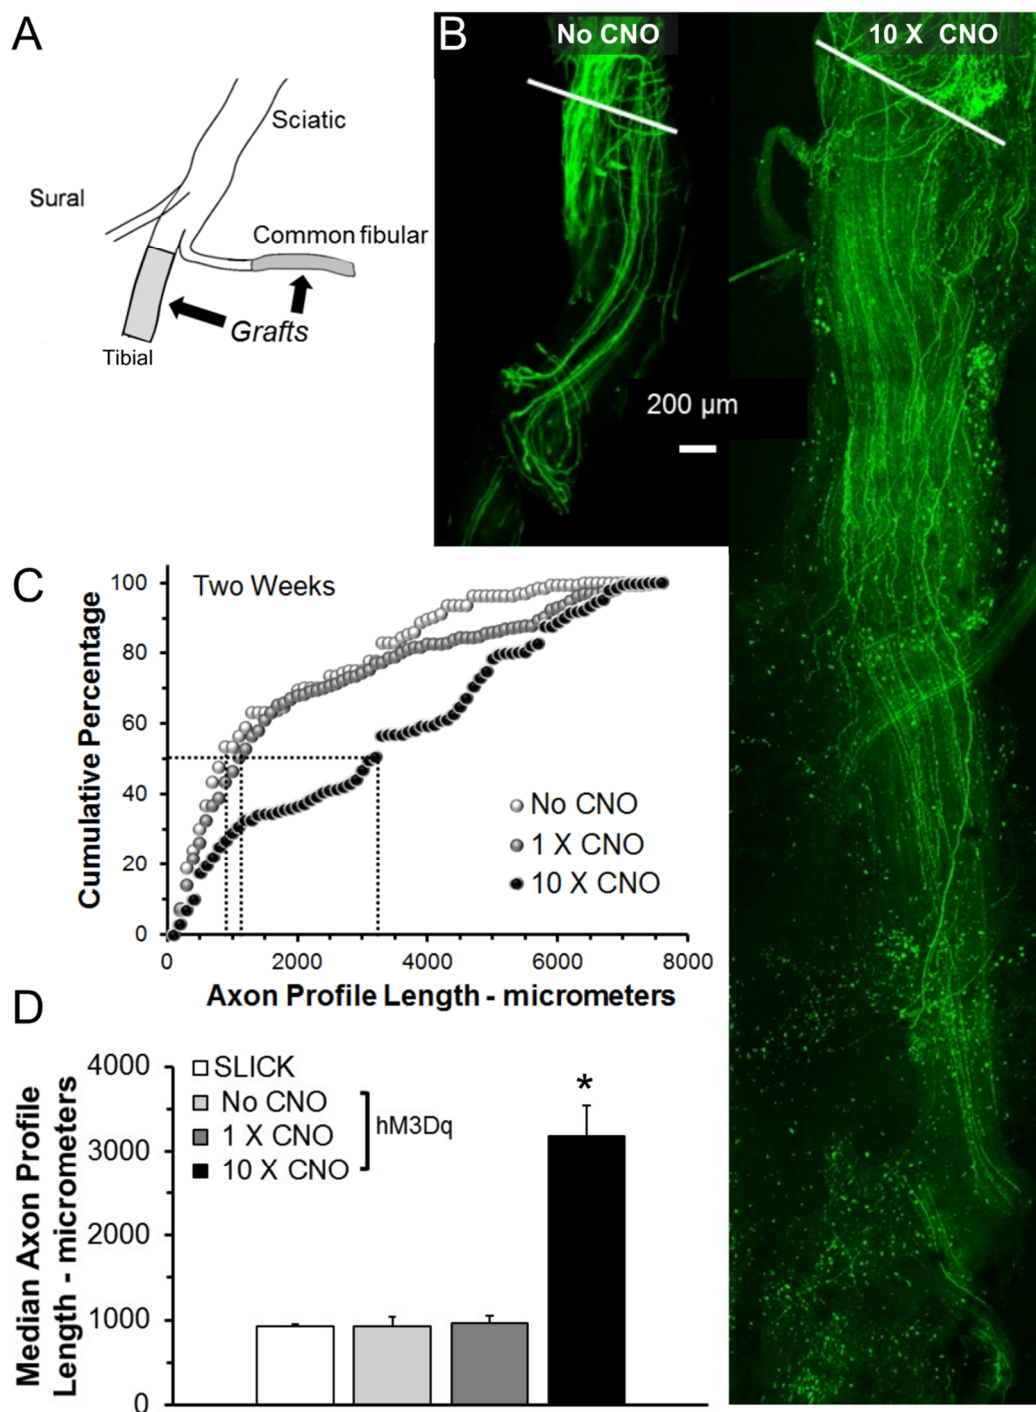 A
Sciatic
Sural
Common fibular
Grafts
Tibial
B
No CNO
10 X CNO
200 µm
C
Two Weeks
Cumulative Percentage
100
80
60
40
20
0
No CNO
1 X CNO
10 X CNO
0 2000 4000 6000 8000
Axon Profile Length - micrometers
D
Median Axon Profile
Length - micrometers
4000
3000
2000
1000
0
SLICK
No CNO
1 X CNO
10 X CNO
hM3Dq
*